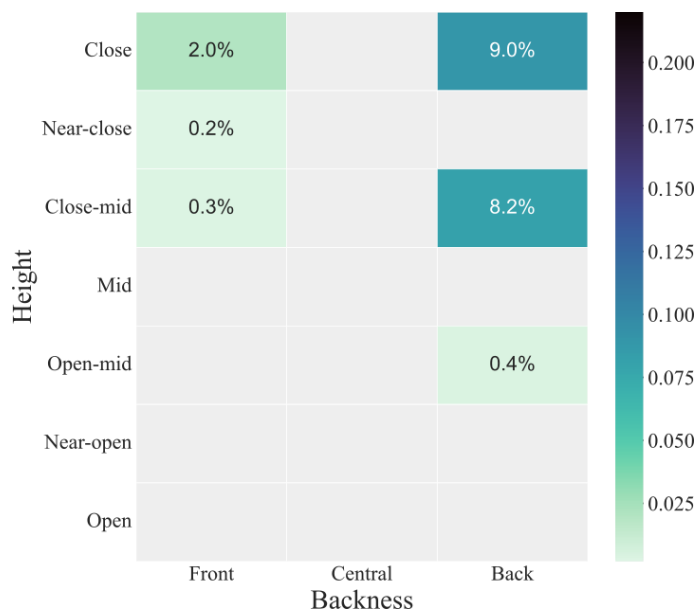 Close 2.0% 9.0%
Near-close 0.2%
Close-mid 0.3% 8.2%
Mid
Open-mid 0.4%
Near-open
Open
Front Central Back
Backness
Height
0.200
0.175
0.150
0.125
0.100
0.075
0.050
0.025